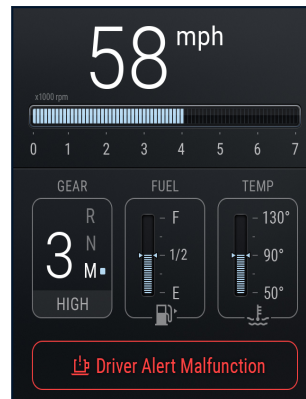 58 mph
x1000 rpm
0 1 2 3 4 5 6 7
GEAR FUEL TEMP
R
N
3 M
HIGH
F
1/2
E
130°
90°
50°
Driver Alert Malfunction